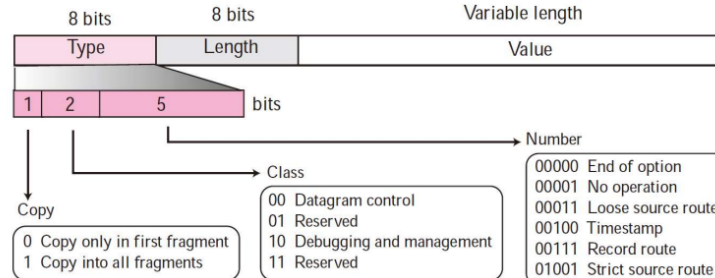 8 bits 8 bits Variable length
Type Length Value
1 2 5 bits
Number
00000 End of option
00001 No operation
00011 Loose source route
00100 Timestamp
00111 Record route
01001 Strict source route
Class
00 Datagram control
01 Reserved
10 Debugging and management
11 Reserved
Copy
0 Copy only in first fragment
1 Copy into all fragments